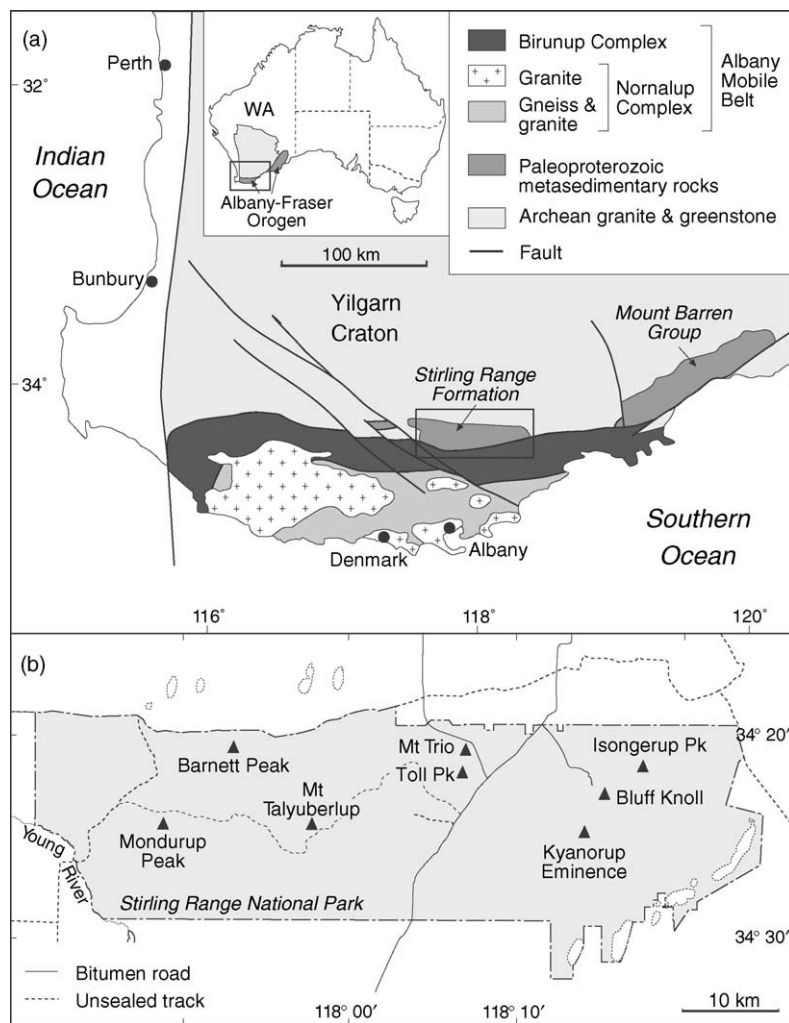 (a)
Perth
32°
Indian
Ocean
Bunbury
34°
WA
Albany-Fraser
Orogen
100 km
Birunup Complex
Granite
Gneiss &
granite
Nornalup
Complex
Albany
Mobile
Belt
Paleoproterozoic
metasedimentary rocks
Archean granite & greenstone
Fault
Yilgarn
Craton
Mount Barren
Group
Stirling Range
Formation
Denmark
Albany
Southern
Ocean
116°
118°
120°
(b)
34° 20'
Mt Trio
Toll Pk
Barnett Peak
Mt
Talyuberlup
Mondurup
Peak
Isongerup Pk
Bluff Knoll
Kyanorup
Eminence
Young
River
Stirling Range National Park
34° 30'
Bitumen road
Unsealed track
118° 00'
118° 10'
10 km